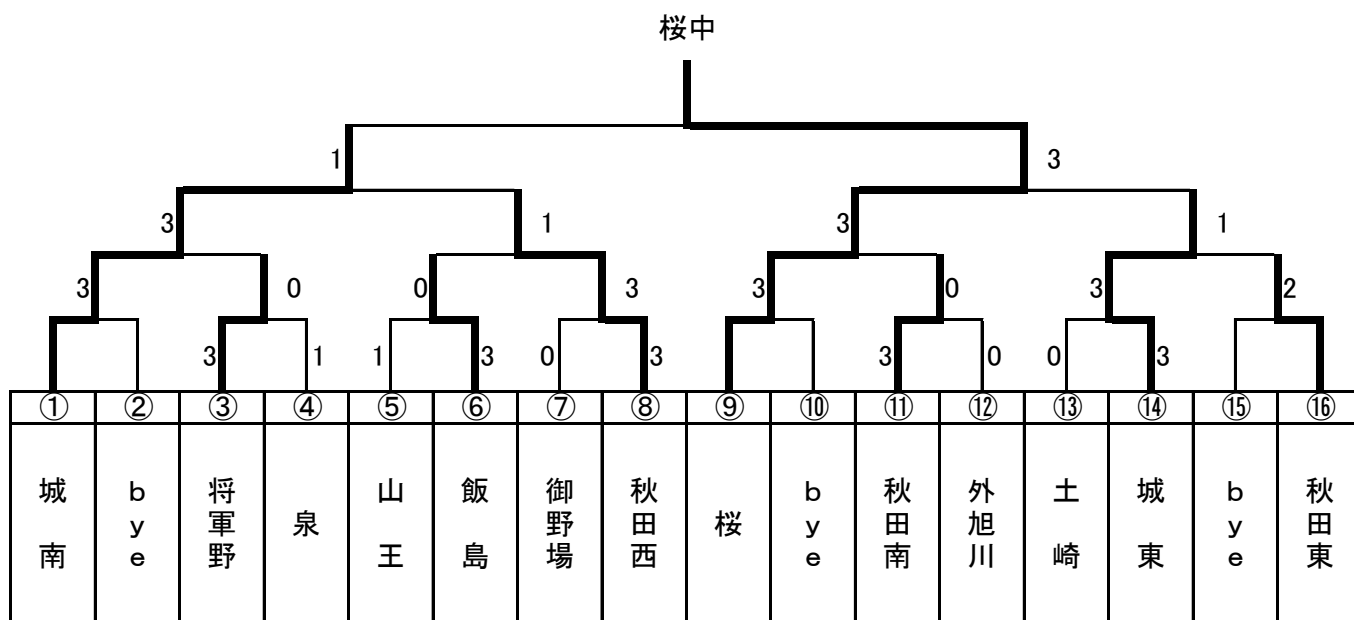 桜中
1 3
3 1 3 1
3 0 0 3 3 0 3 2
3 1 1 3 0 3 3 0 0 3
① ② ③ ④ ⑤ ⑥ ⑦ ⑧ ⑨ ⑩ ⑪ ⑫ ⑬ ⑭ ⑮ ⑯
城南
bye
将軍野
泉
山王
飯島
御野場
秋田西
桜
bye
秋田南
外旭川
土崎
城東
bye
秋田東